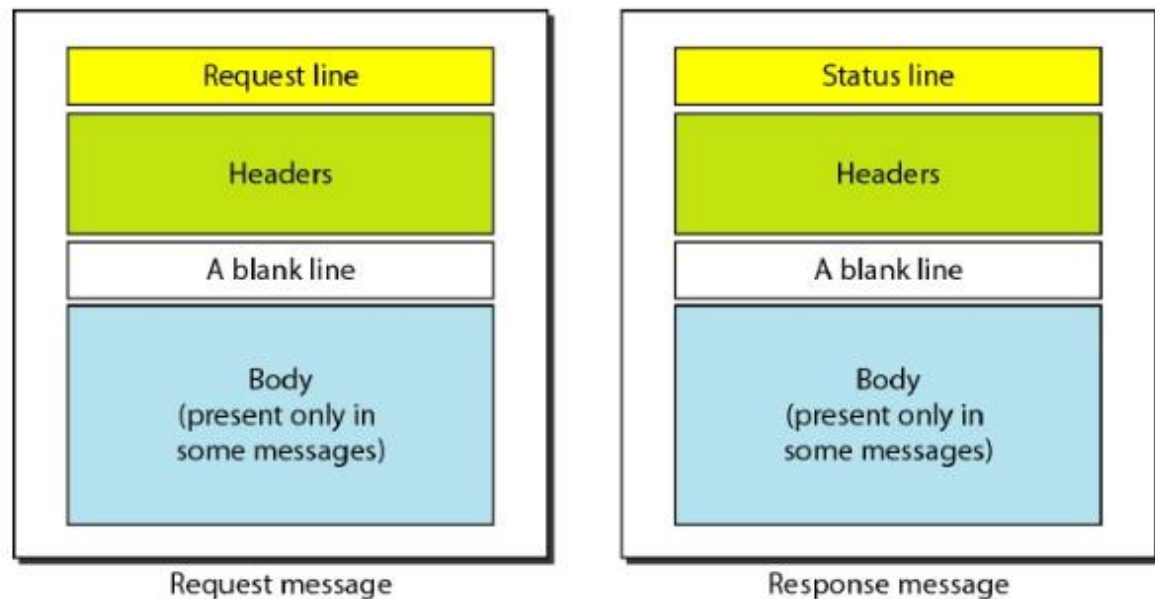 Request line
Headers
A blank line
Body
(present only in
some messages)
Request message
Status line
Headers
A blank line
Body
(present only in
some messages)
Response message